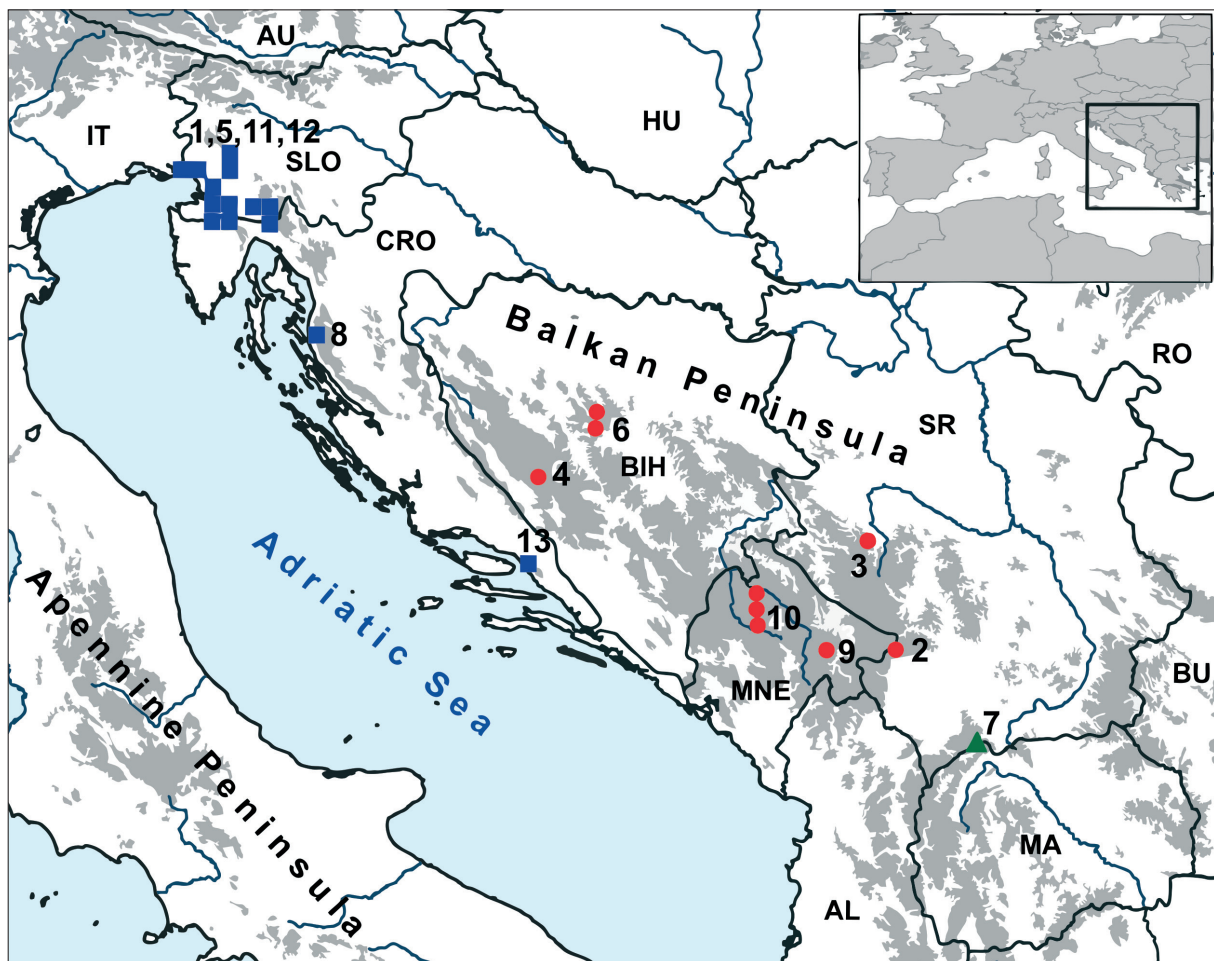 AU
HU
IT
1,5,11,12
SLO
CRO
8
Balkan Peninsula
RO
SR
6
BIH
4
13
3
Adriatic Sea
10
9
2
MNE
BU
7
Apennine Peninsula
MA
AL